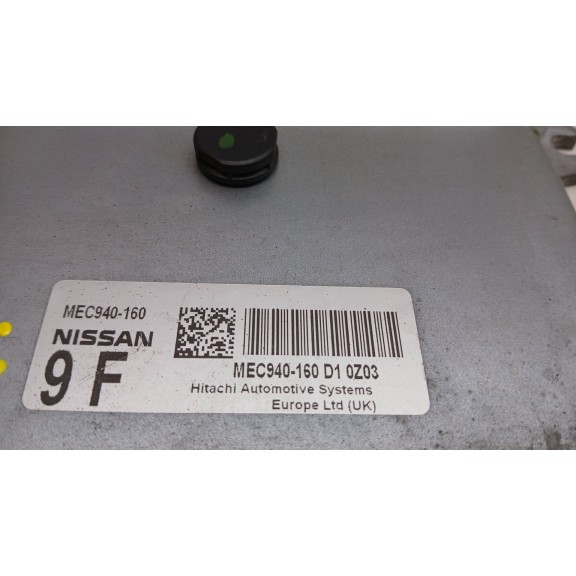 MEC940-160
NISSAN
9 F
MEC940-160 D1 0Z03
Hitachi Automotive Systems
Europe Ltd (UK)